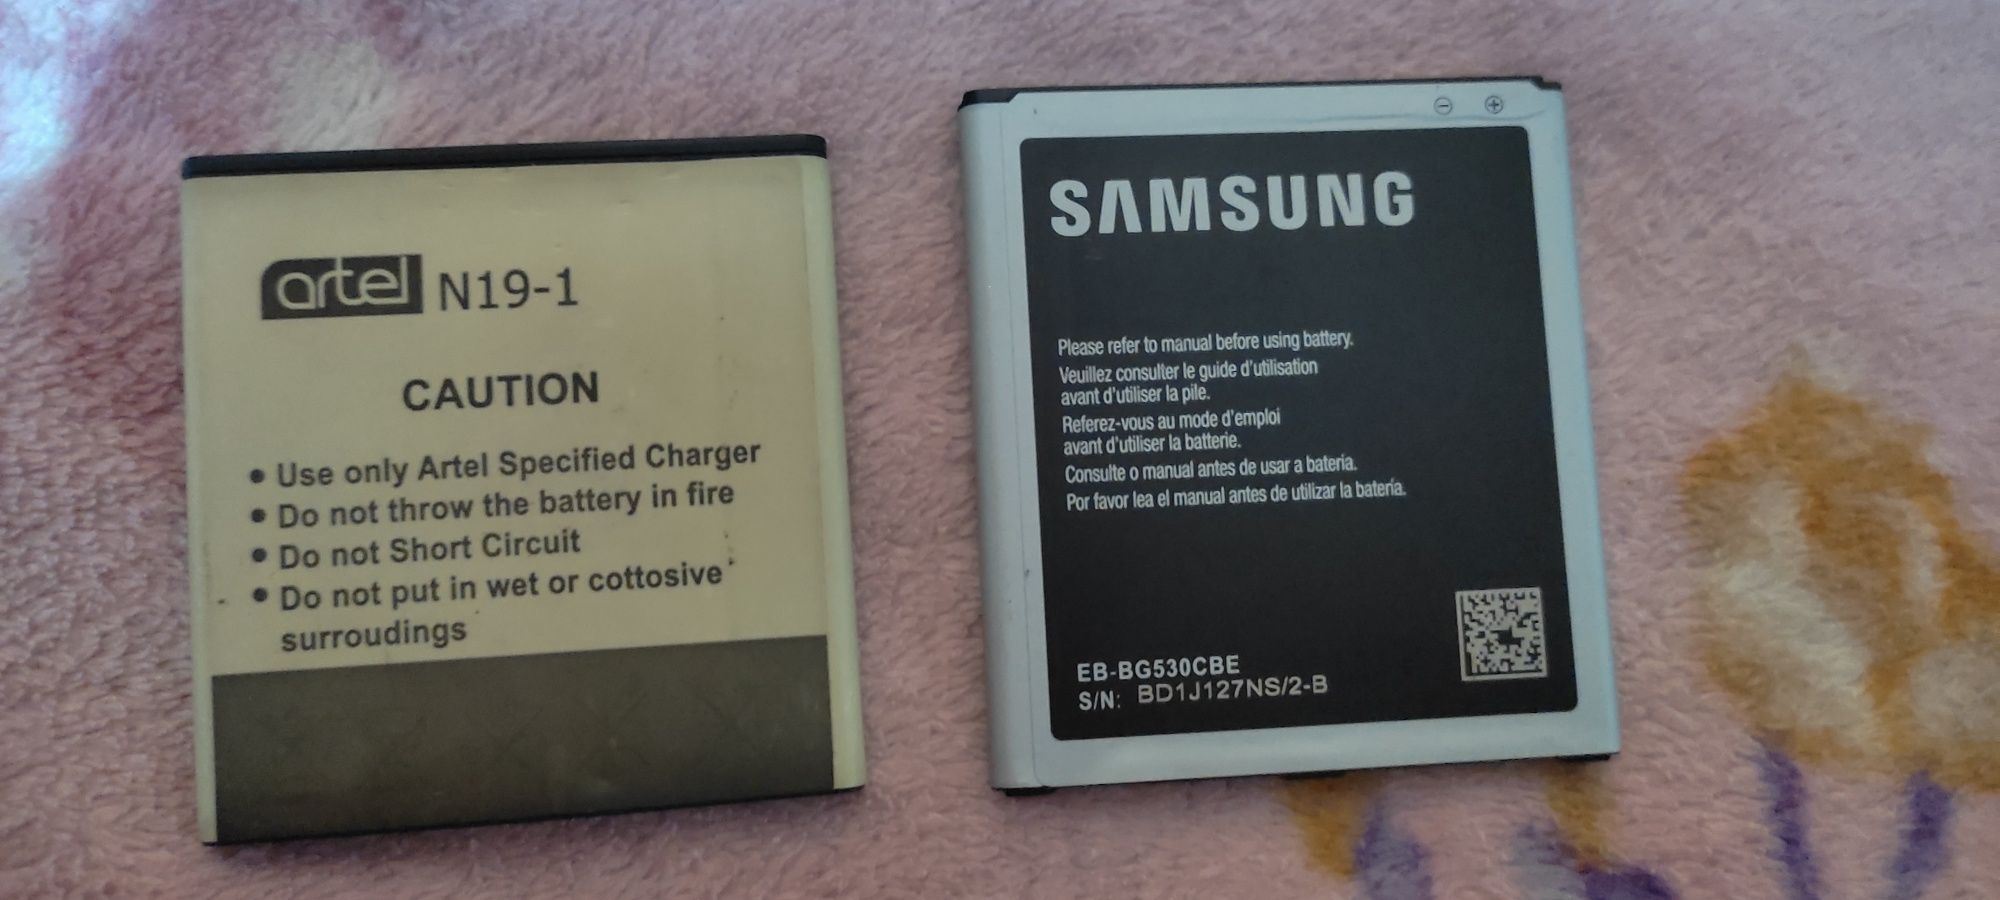 artel N19-1
CAUTION
• Use only Artel Specified Charger
• Do not throw the battery in fire
• Do not Short Circuit
• Do not put in wet or cottosive
surroudings
SAMSUNG
Please refer to manual before using battery.
Veuillez consulter le guide d'utilisation
avant d'utiliser la pile.
Referez-vous au mode d'emploi
avant d'utiliser la batterie.
Consulte o manual antes de usar a bateria.
Por favor lea el manual antes de utilizar la batería.
EB-BG530CBE
S/N: BD1J127NS/2-B